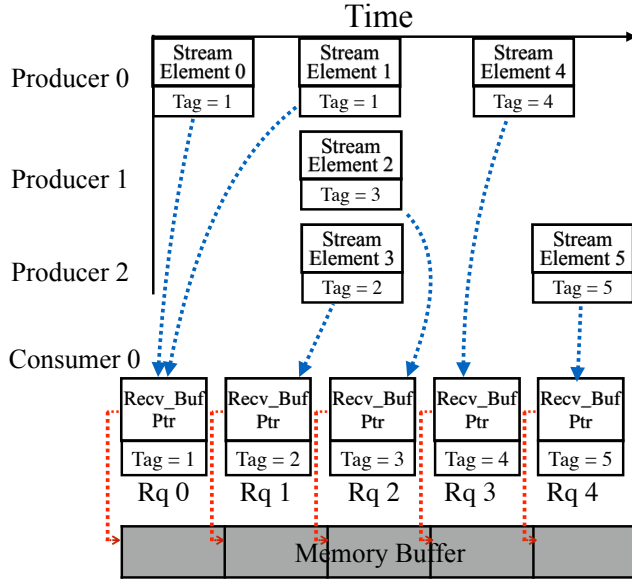 Time
Producer 0
Stream
Element 0
Tag = 1
Stream
Element 1
Tag = 1
Stream
Element 4
Tag = 4
Producer 1
Stream
Element 2
Tag = 3
Producer 2
Stream
Element 3
Tag = 2
Stream
Element 5
Tag = 5
Consumer 0
Recv_Buf
Ptr
Tag = 1
Rq 0
Recv_Buf
Ptr
Tag = 2
Rq 1
Recv_Buf
Ptr
Tag = 3
Rq 2
Recv_Buf
Ptr
Tag = 4
Rq 3
Recv_Buf
Ptr
Tag = 5
Rq 4
Memory Buffer